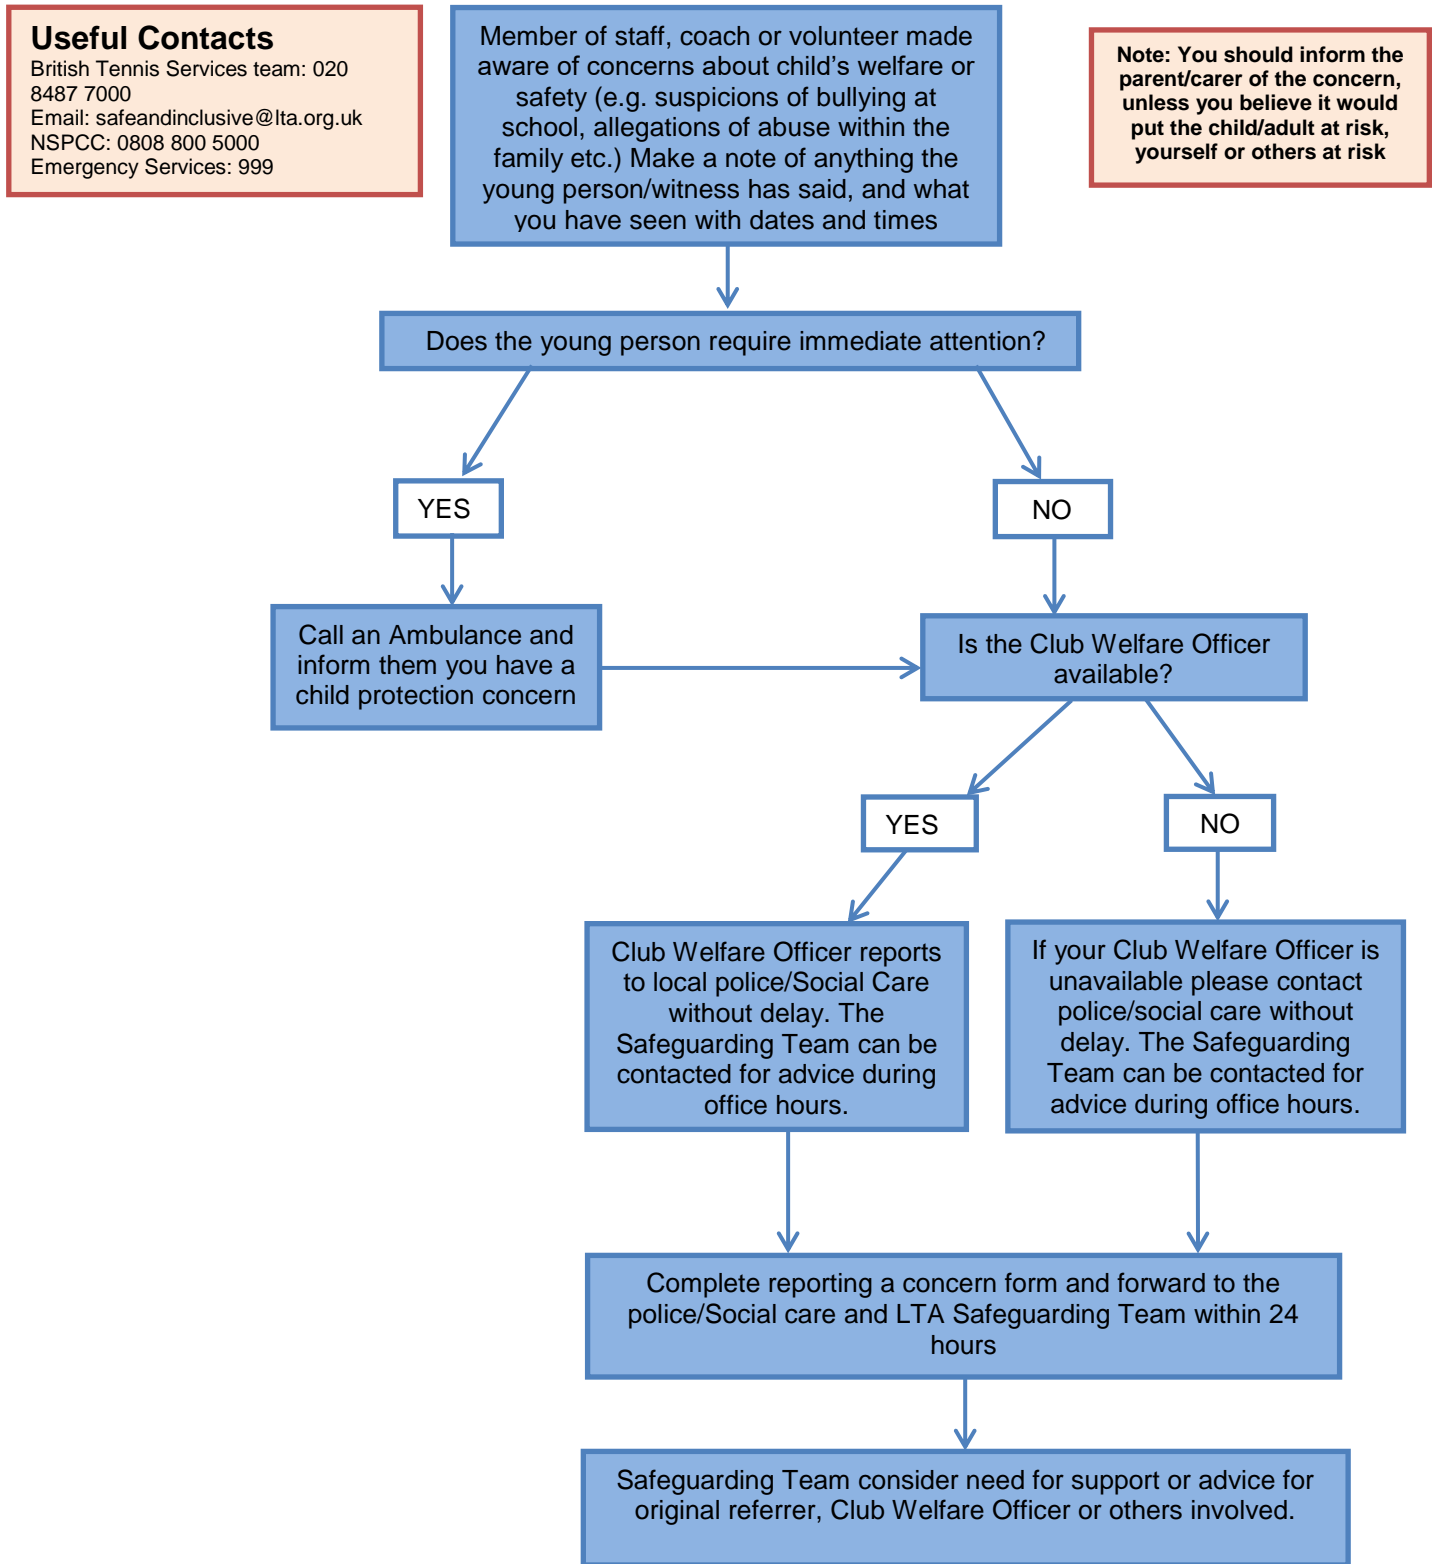 Useful Contacts
British Tennis Services team: 020
8487 7000
Email: safeandinclusive@lta.org.uk
NSPCC: 0808 800 5000
Emergency Services: 999
Member of staff, coach or volunteer made
aware of concerns about child’s welfare or
safety (e.g. suspicions of bullying at
school, allegations of abuse within the
family etc.) Make a note of anything the
young person/witness has said, and what
you have seen with dates and times
Note: You should inform the
parent/carer of the concern,
unless you believe it would
put the child/adult at risk,
yourself or others at risk
Does the young person require immediate attention?
YES
NO
Call an Ambulance and
inform them you have a
child protection concern
Is the Club Welfare Officer
available?
YES
NO
Club Welfare Officer reports
to local police/Social Care
without delay. The
Safeguarding Team can be
contacted for advice during
office hours.
If your Club Welfare Officer is
unavailable please contact
police/social care without
delay. The Safeguarding
Team can be contacted for
advice during office hours.
Complete reporting a concern form and forward to the
police/Social care and LTA Safeguarding Team within 24
hours
Safeguarding Team consider need for support or advice for
original referrer, Club Welfare Officer or others involved.